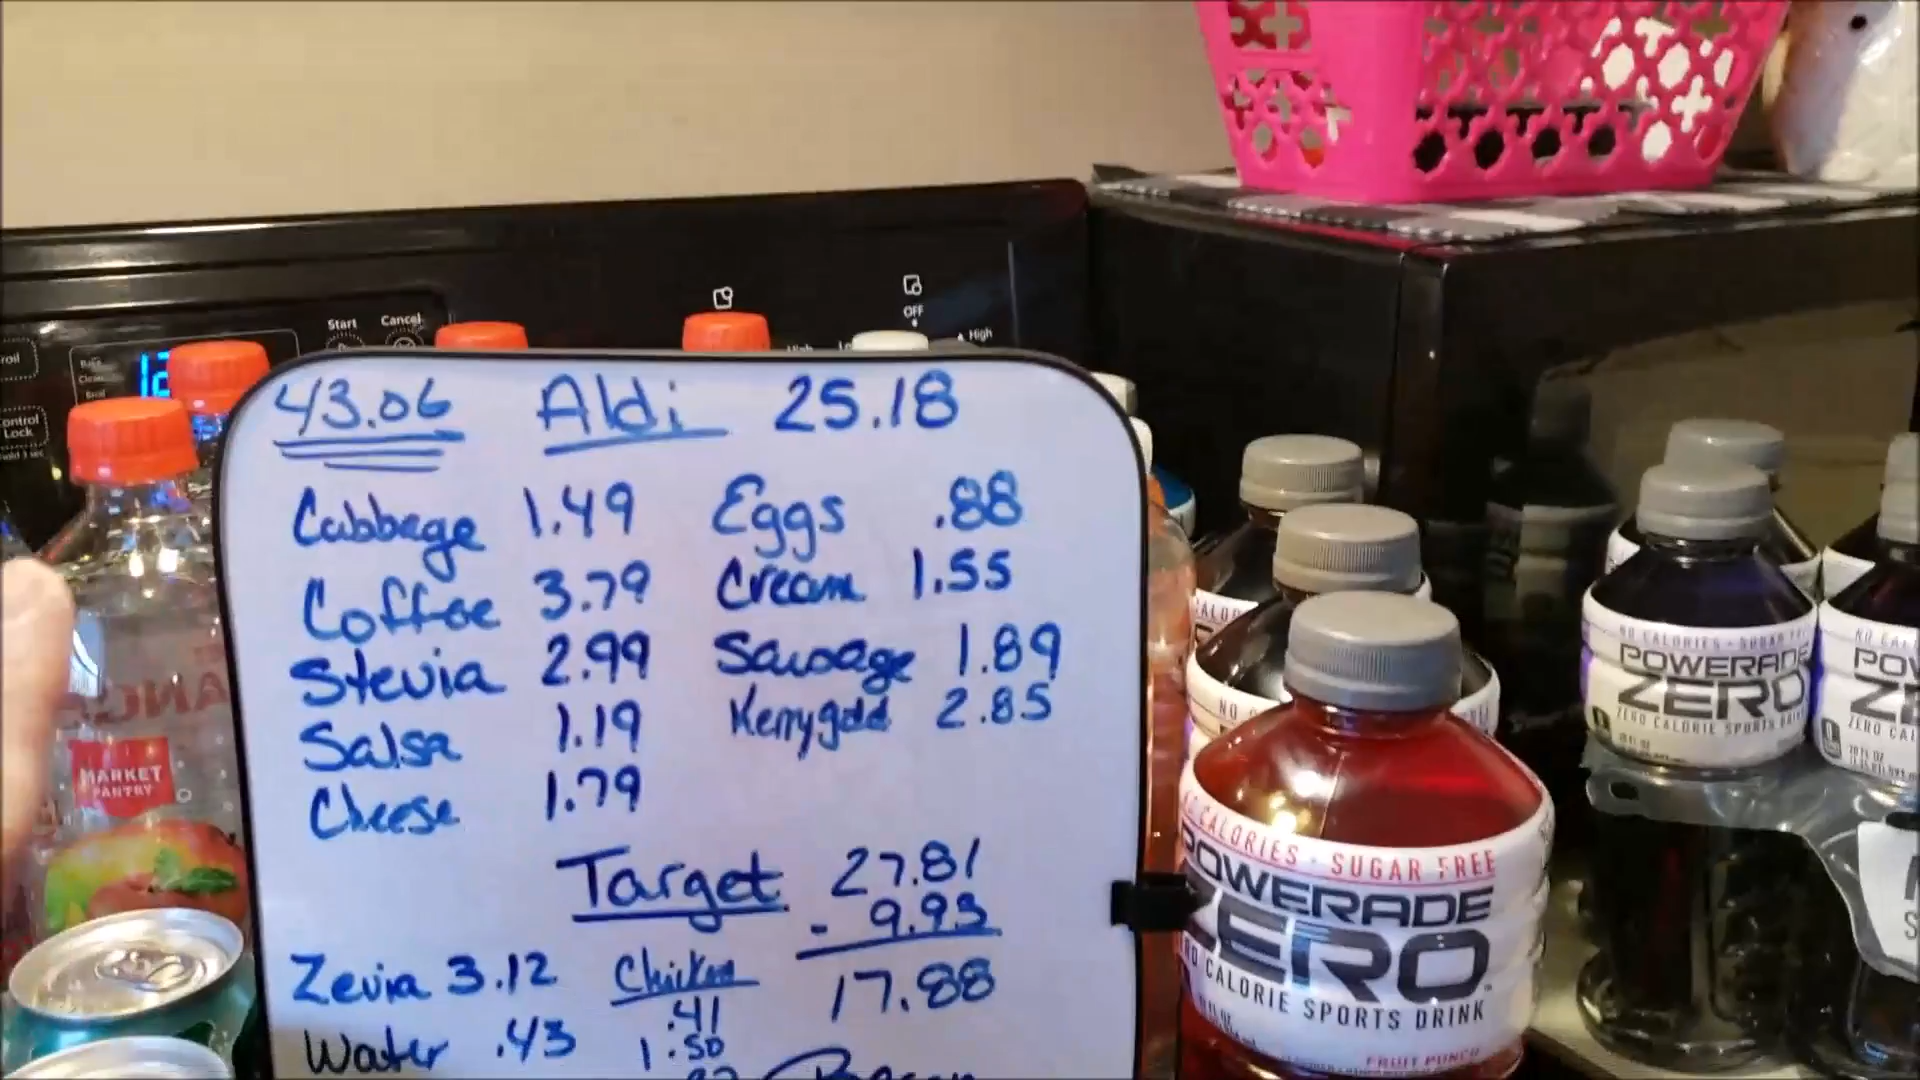 Start Cancel
OFF
High
Control
Lock
43.06 Aldi 25.18
Cabbage 1.49 Eggs .88
Coffee 3.79 Cream 1.55
Stevia 2.99 Sausage 1.89
Salsa 1.19 Kerrygold 2.85
Cheese 1.79
Target 27.81
- 9.93
17.88
Zevia 3.12 Chicken
.41
Water .43 1.50
MARKET
PANTRY
NO CALORIES · SUGAR FREE
POWERADE
ZERO
ZERO CALORIE SPORTS DRINK
FRUIT PUNCH
POWERADE
ZERO
ZERO CALORIE SPORTS DRINK